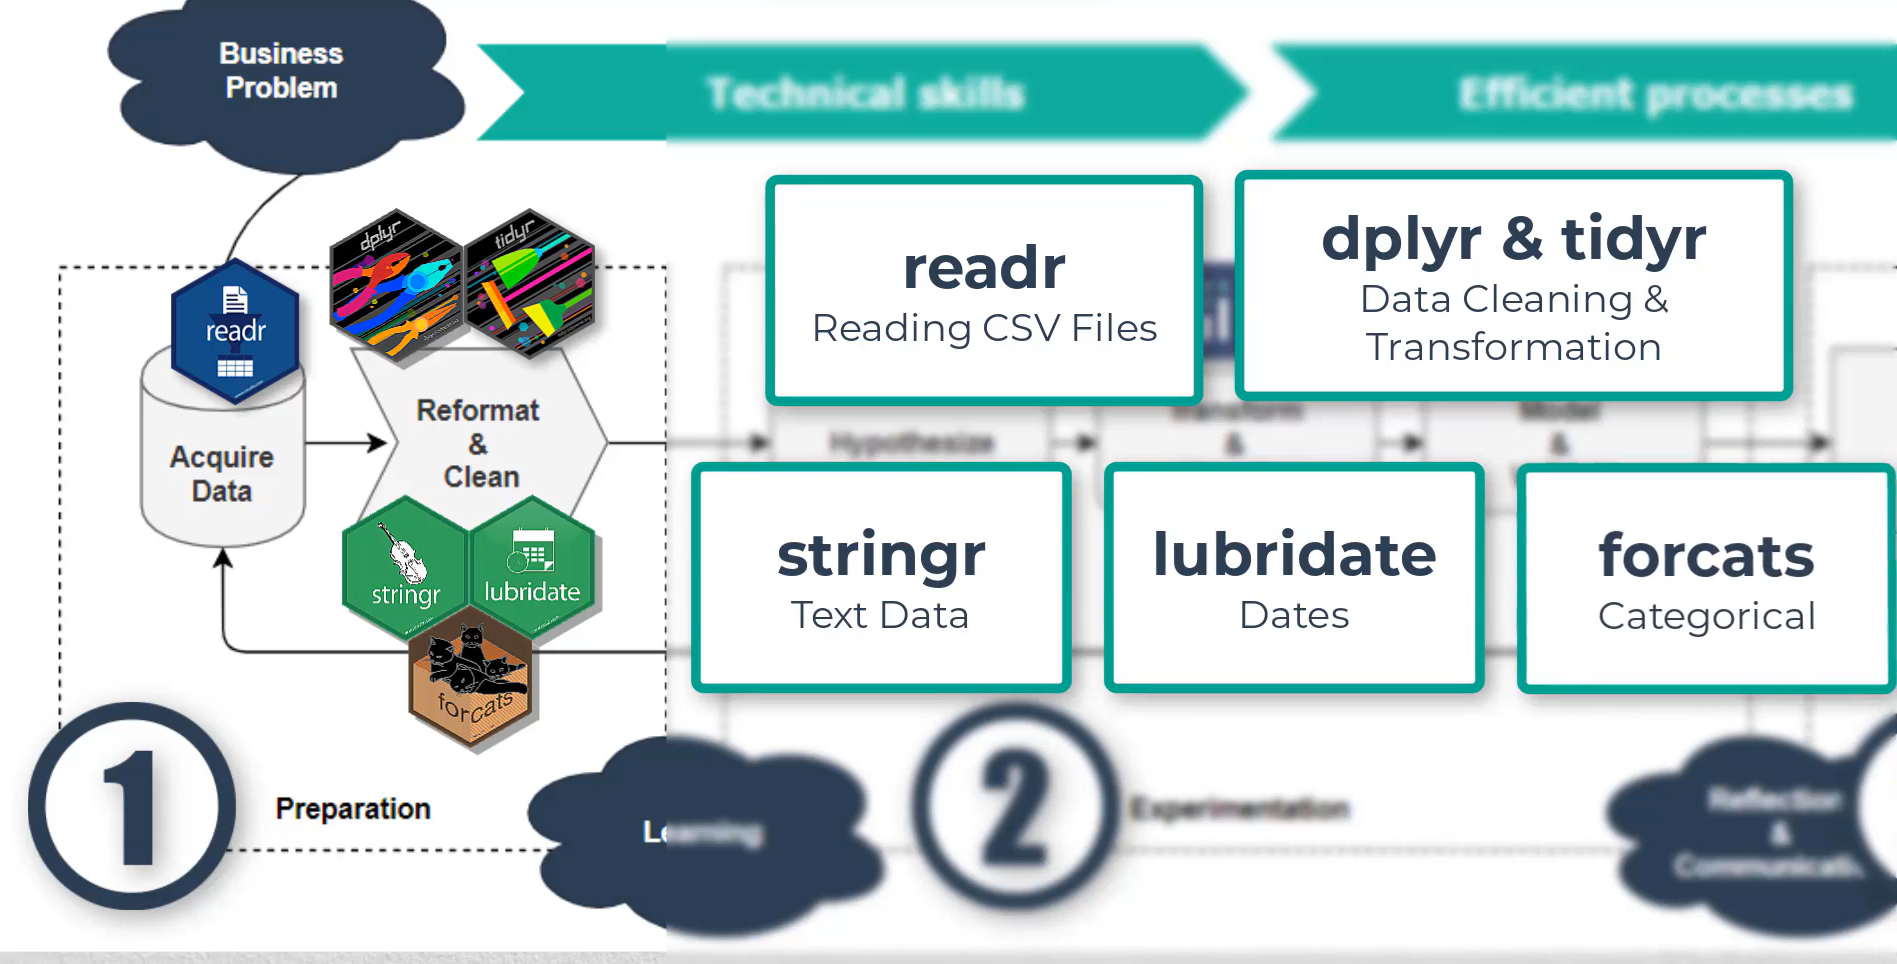 Business
Problem
Technical skills
Efficient processes
dplyr
tidyr
readr
readr
Reading CSV Files
dplyr & tidyr
Data Cleaning &
Transformation
Acquire
Data
Reformat
&
Clean
Hypothesize
Transform
&
Model
&
stringr
lubridate
forcats
stringr
Text Data
lubridate
Dates
forcats
Categorical
1
Preparation
Learning
2
Experimentation
Reflection
&